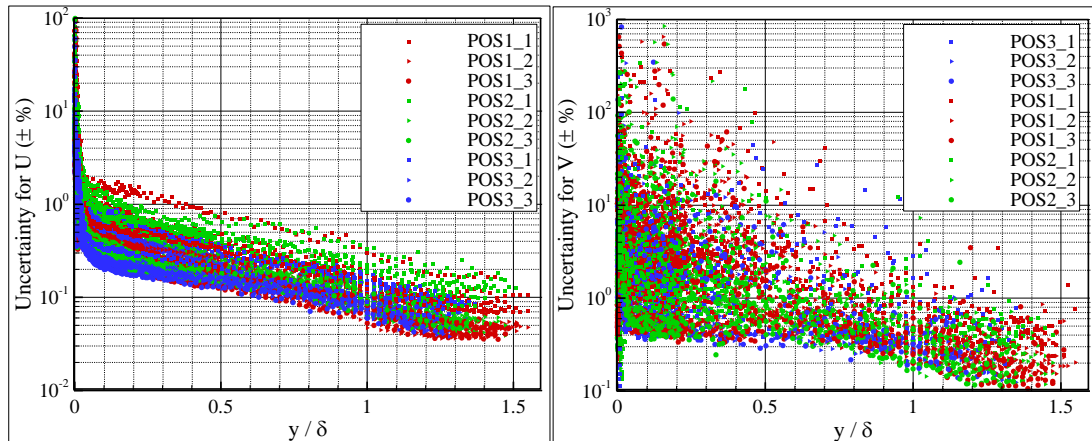 10^2
10^1
10^0
10^-1
10^-2
Uncertainty for U (± %)
0
0.5
1
1.5
y / δ
POS1_1
POS1_2
POS1_3
POS2_1
POS2_2
POS2_3
POS3_1
POS3_2
POS3_3
10^3
10^2
10^1
10^0
10^-1
Uncertainty for V (± %)
0
0.5
1
1.5
y / δ
POS3_1
POS3_2
POS3_3
POS1_1
POS1_2
POS1_3
POS2_1
POS2_2
POS2_3